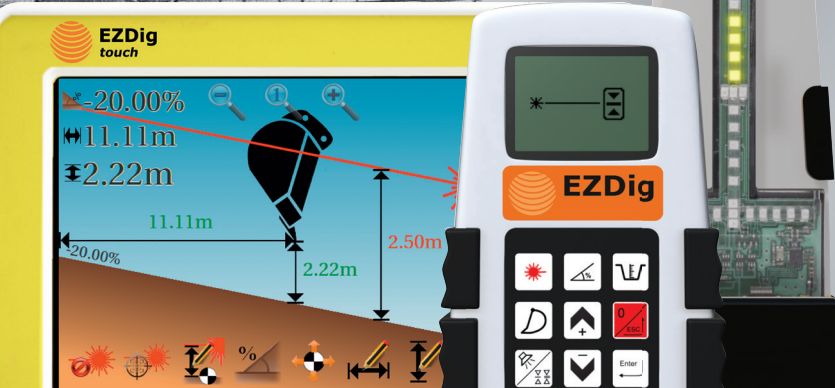 EZDig
touch
-20.00%
11.11m
2.22m
1
11.11m
2.50m
2.22m
-20.00%
%
EZDig
%
0
ESC
+
-
Enter